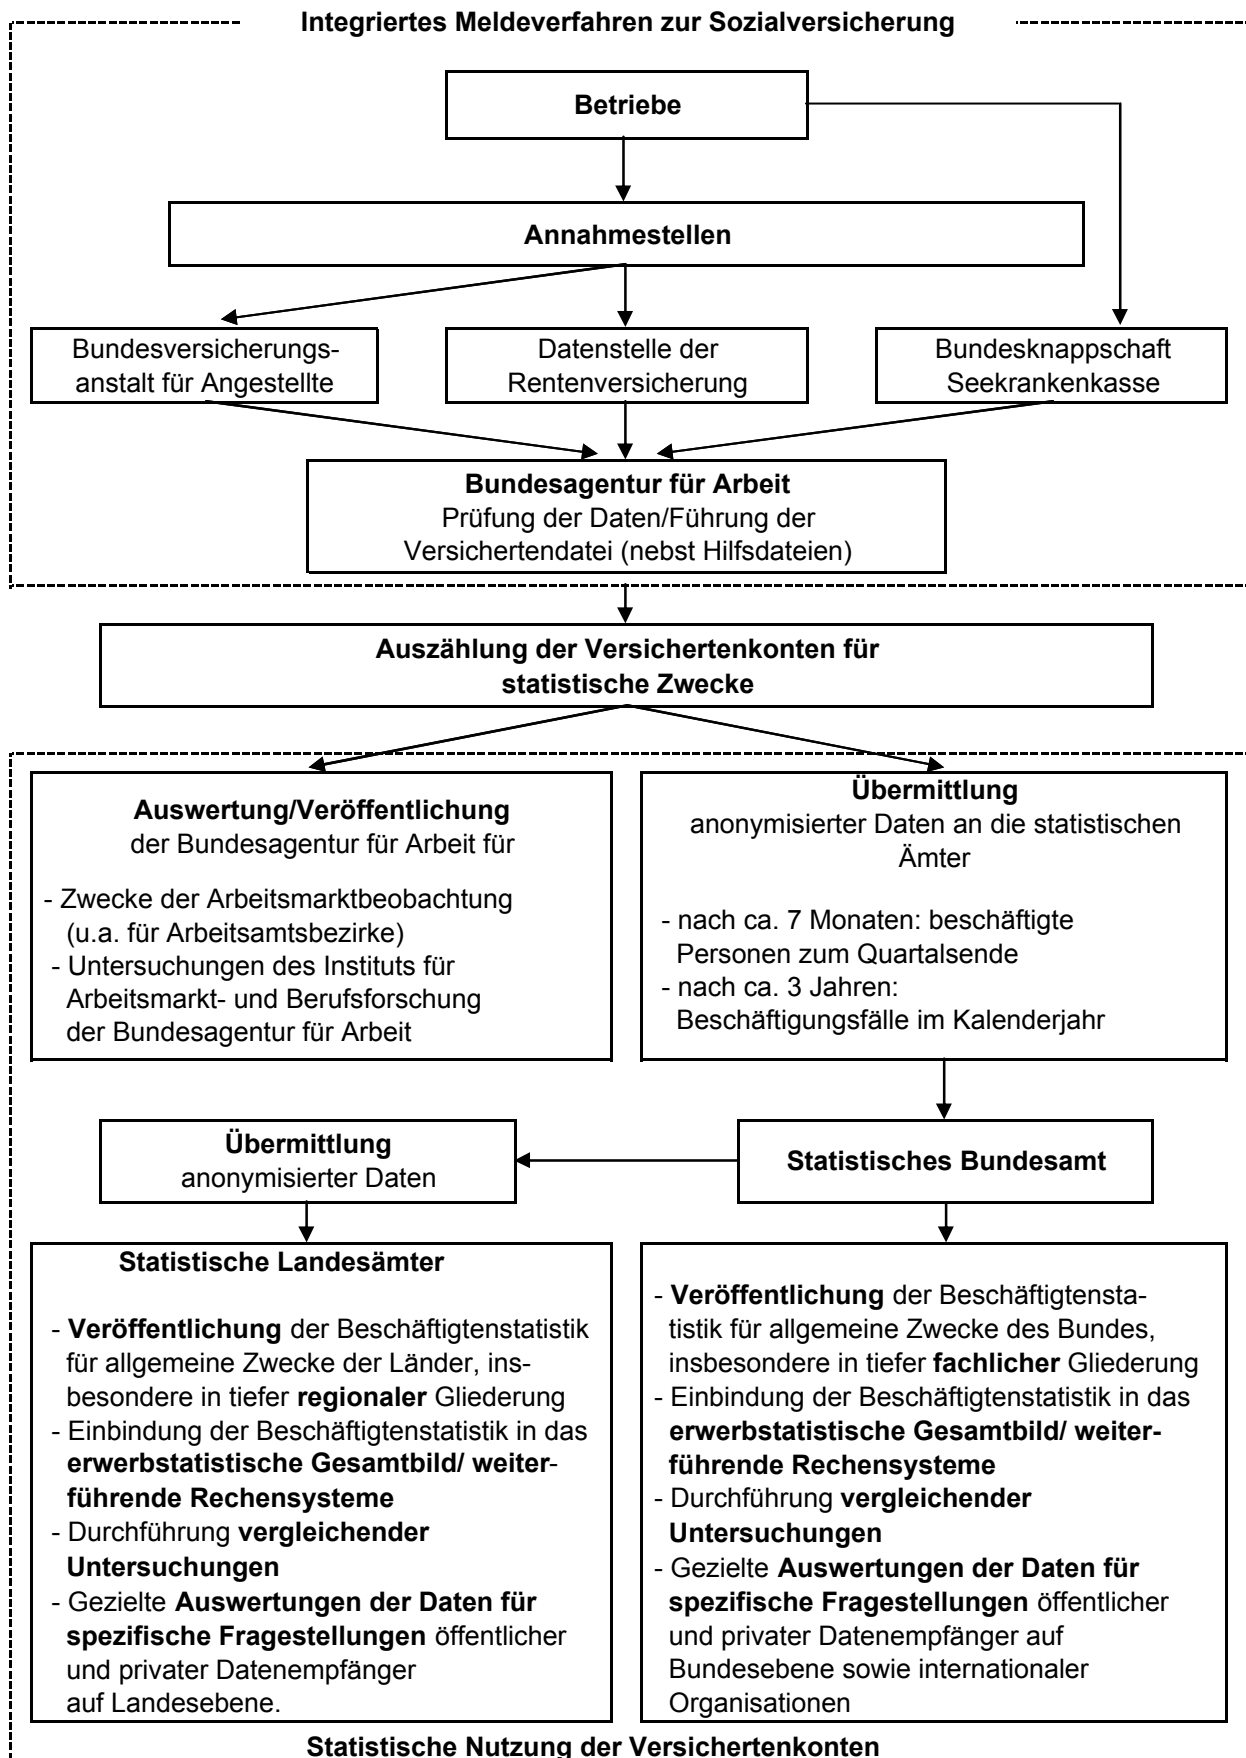 Integriertes Meldeverfahren zur Sozialversicherung
Betriebe
Annahmestellen
Bundesversicherungs-
anstalt für Angestellte
Datenstelle der
Rentenversicherung
Bundesknappschaft
Seekrankenkasse
Bundesagentur für Arbeit
Prüfung der Daten/Führung der
Versichertendatei (nebst Hilfsdateien)
Auszählung der Versichertenkonten für
statistische Zwecke
Auswertung/Veröffentlichung
der Bundesagentur für Arbeit für
- Zwecke der Arbeitsmarktbeobachtung
(u.a. für Arbeitsamtsbezirke)
- Untersuchungen des Instituts für
Arbeitsmarkt- und Berufsforschung
der Bundesagentur für Arbeit
Übermittlung
anonymisierter Daten an die statistischen
Ämter
- nach ca. 7 Monaten: beschäftigte
Personen zum Quartalsende
- nach ca. 3 Jahren:
Beschäftigungsfälle im Kalenderjahr
Übermittlung
anonymisierter Daten
Statistisches Bundesamt
Statistische Landesämter
- Veröffentlichung der Beschäftigtenstatistik
für allgemeine Zwecke der Länder, ins-
besondere in tiefer regionaler Gliederung
- Einbindung der Beschäftigtenstatistik in das
erwerbstatistische Gesamtbild/ weiter-
führende Rechensysteme
- Durchführung vergleichender
Untersuchungen
- Gezielte Auswertungen der Daten für
spezifische Fragestellungen öffentlicher
und privater Datenempfänger
auf Landesebene.
- Veröffentlichung der Beschäftigtensta-
tistik für allgemeine Zwecke des Bundes,
insbesondere in tiefer fachlicher Gliederung
- Einbindung der Beschäftigtenstatistik in das
erwerbstatistische Gesamtbild/ weiter-
führende Rechensysteme
- Durchführung vergleichender
Untersuchungen
- Gezielte Auswertungen der Daten für
spezifische Fragestellungen öffentlicher
und privater Datenempfänger auf
Bundesebene sowie internationaler
Organisationen
Statistische Nutzung der Versichertenkonten